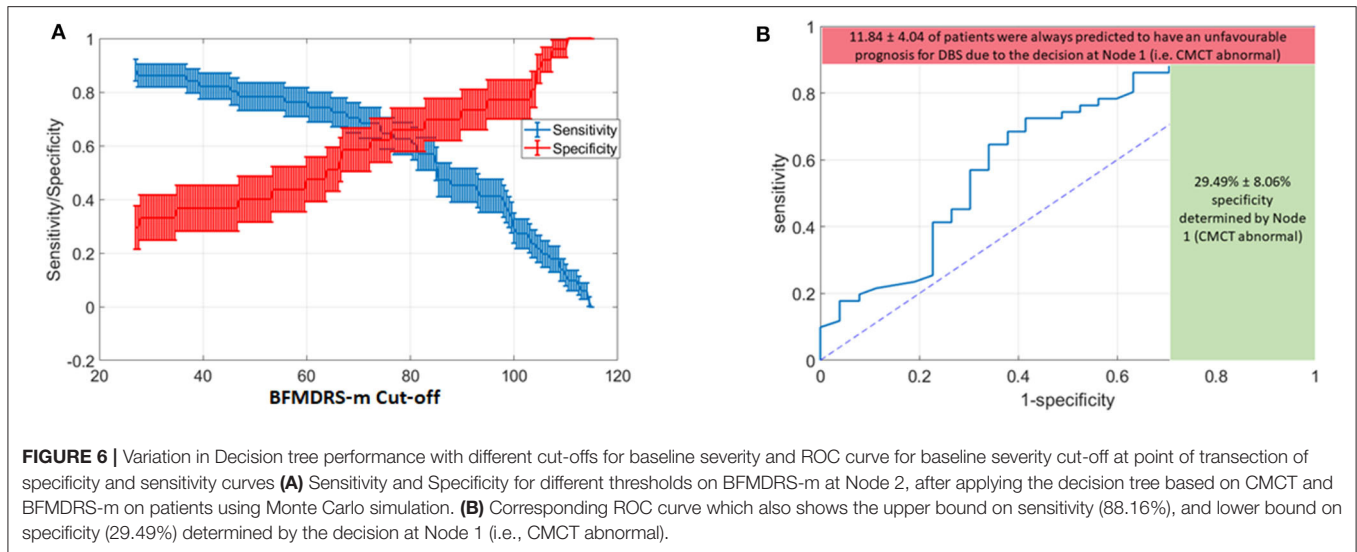 A
1
0.8
0.6
0.4
0.2
0
-0.2
Sensitivity/Specificity
Sensitivity
Specificity
20 40 60 80 100 120
BFMDRS-m Cut-off
B
11.84 ± 4.04 of patients were always predicted to have an unfavourable
prognosis for DBS due to the decision at Node 1 (i.e. CMCT abnormal)
1
0.8
0.6
0.4
0.2
0
sensitivity
29.49% ± 8.06%
specificity
determined by Node
1 (CMCT abnormal)
0 0.2 0.4 0.6 0.8 1
1-specificity
FIGURE 6 | Variation in Decision tree performance with different cut-offs for baseline severity and ROC curve for baseline severity cut-off at point of transection of
specificity and sensitivity curves (A) Sensitivity and Specificity for different thresholds on BFMDRS-m at Node 2, after applying the decision tree based on CMCT and
BFMDRS-m on patients using Monte Carlo simulation. (B) Corresponding ROC curve which also shows the upper bound on sensitivity (88.16%), and lower bound on
specificity (29.49%) determined by the decision at Node 1 (i.e., CMCT abnormal).